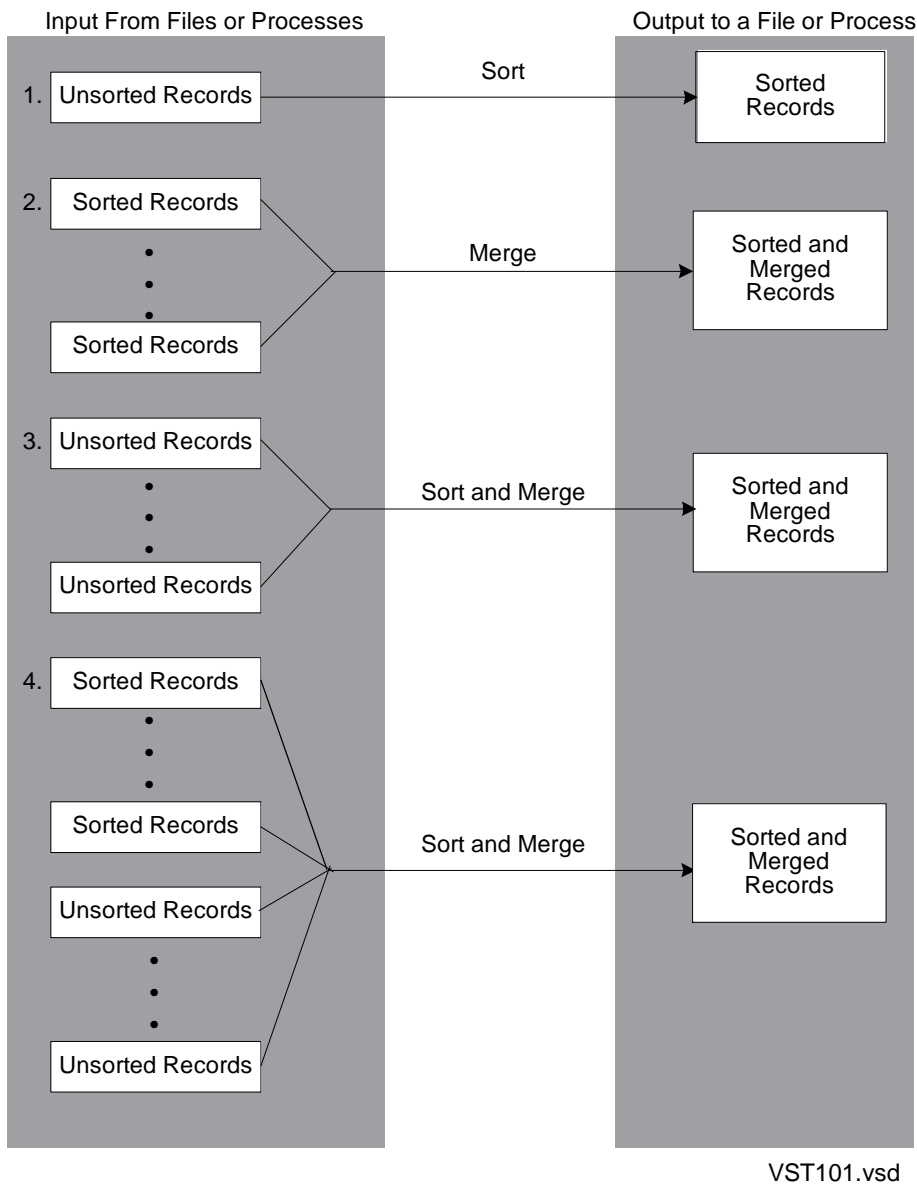 Input From Files or Processes
Output to a File or Process
1. Unsorted Records
Sort
Sorted
Records
2. Sorted Records
Merge
Sorted and
Merged
Records
Sorted Records
3. Unsorted Records
Sort and Merge
Sorted and
Merged
Records
Unsorted Records
4. Sorted Records
Sorted Records
Sort and Merge
Sorted and
Merged
Records
Unsorted Records
Unsorted Records
VST101.vsd